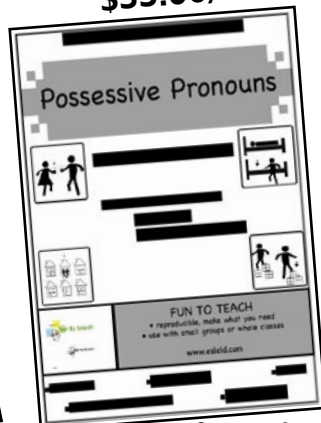 $35.00/
Possessive Pronouns
FUN TO TEACH
• reproducible, make what you need
• use with small groups or whole classes
www.esleld.com